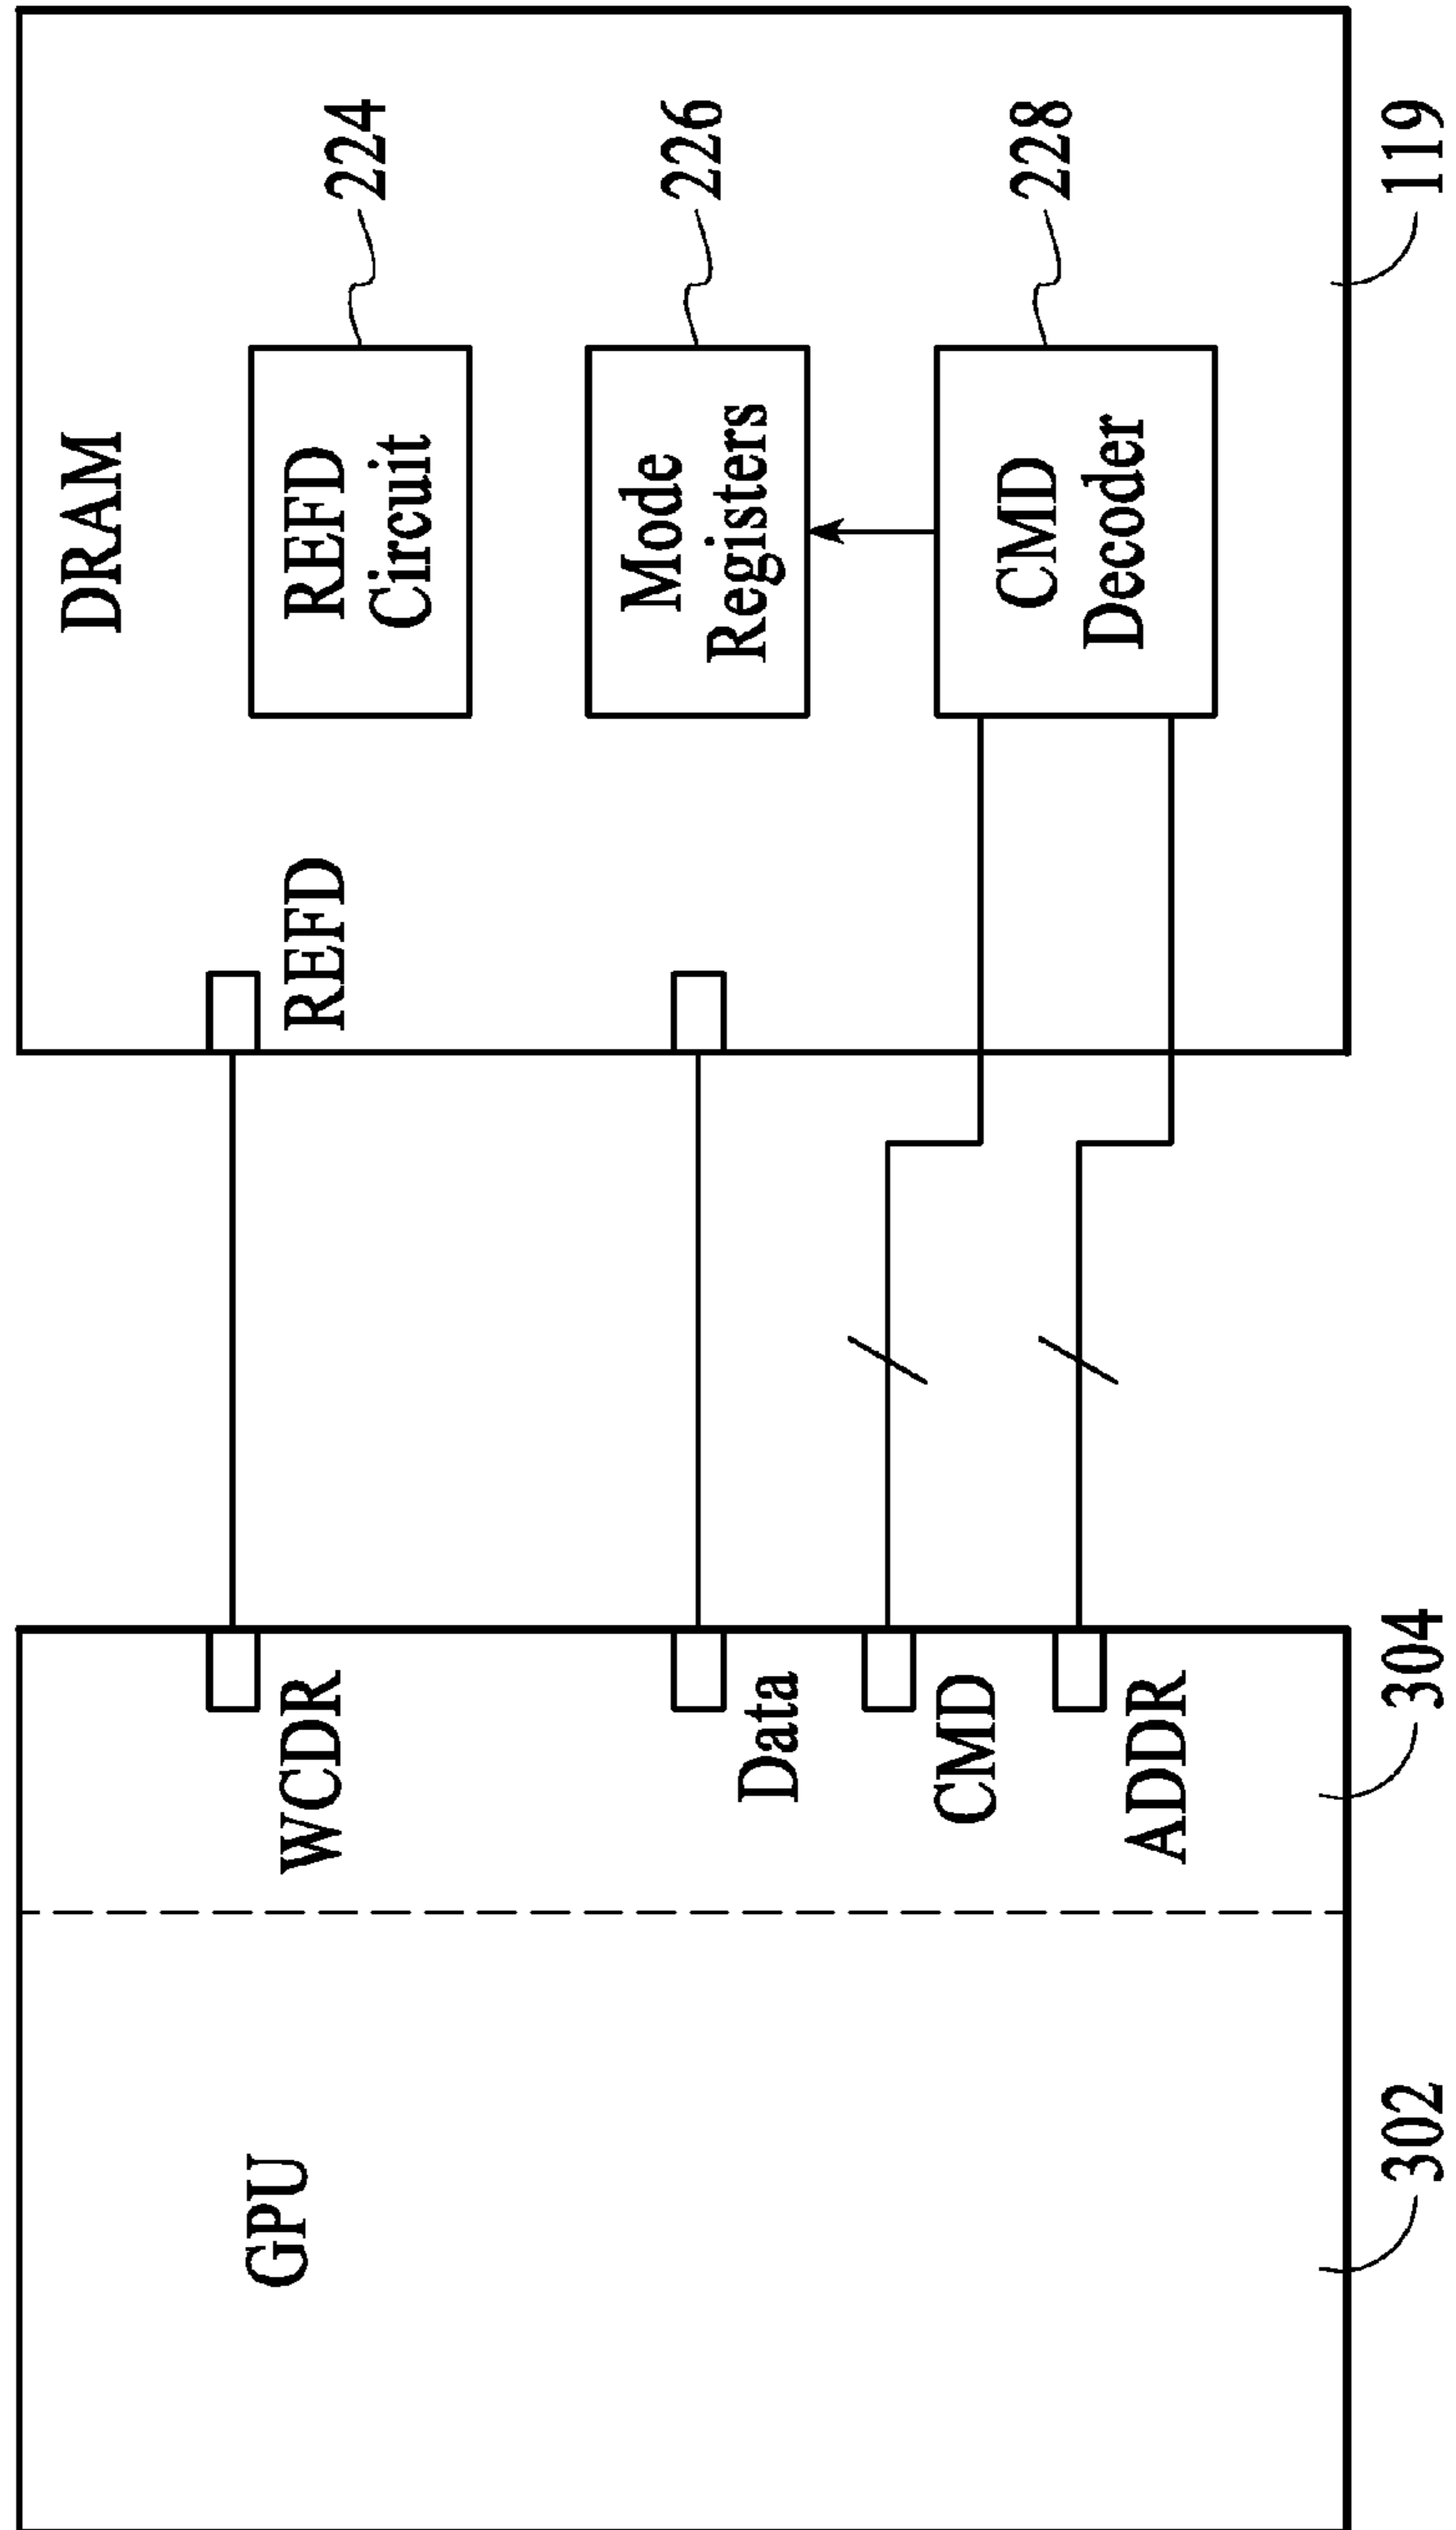 GPU
WCDR
Data
CMD
ADDR
302
304
DRAM
REFD
REFD
Circuit
224
Mode
Registers
226
CMD
Decoder
228
119